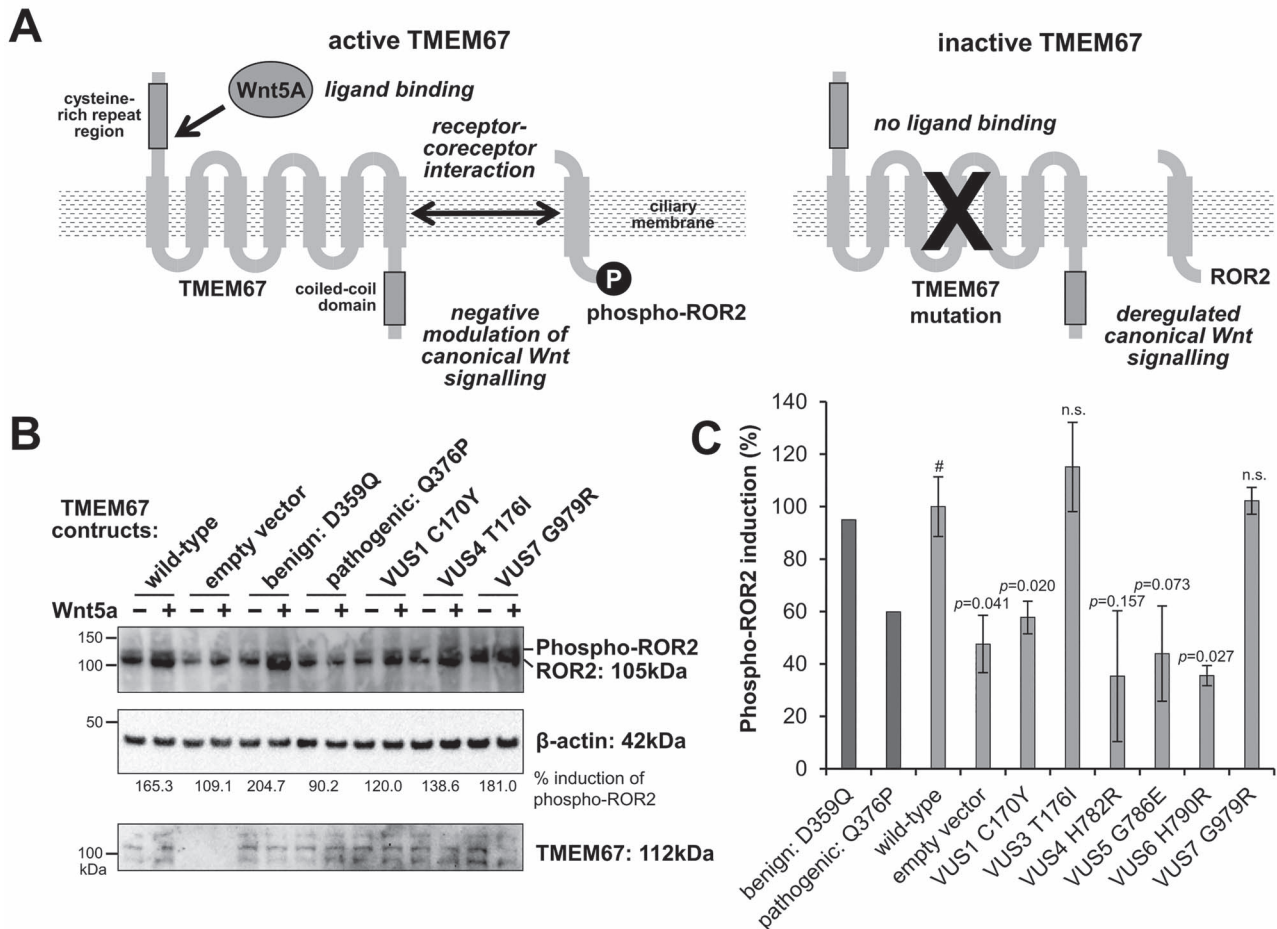 A
active TMEM67
inactive TMEM67
cysteine-
rich repeat
region
Wnt5A
ligand binding
receptor-
coreceptor
interaction
ciliary
membrane
TMEM67
coiled-coil
domain
P
phospho-ROR2
negative
modulation of
canonical Wnt
signalling
no ligand binding
X
TMEM67
mutation
ROR2
deregulated
canonical Wnt
signalling
B
TMEM67
contructs:
wild-type
empty vector
benign: D359Q
pathogenic: Q376P
VUS1 C170Y
VUS4 T176I
VUS7 G979R
Wnt5a − + − + − + − + − + − + − +
150
100
Phospho-ROR2
ROR2: 105kDa
50
β-actin: 42kDa
165.3 109.1 204.7 90.2 120.0 138.6 181.0
% induction of
phospho-ROR2
100
kDa
TMEM67: 112kDa
C
Phospho-ROR2 induction (%)
140
120
100
80
60
40
20
0
#
p=0.041
p=0.020
n.s.
p=0.157
p=0.073
p=0.027
n.s.
benign: D359Q
pathogenic: Q376P
wild-type
empty vector
VUS1 C170Y
VUS3 T176I
VUS4 H782R
VUS5 G786E
VUS6 H790R
VUS7 G979R